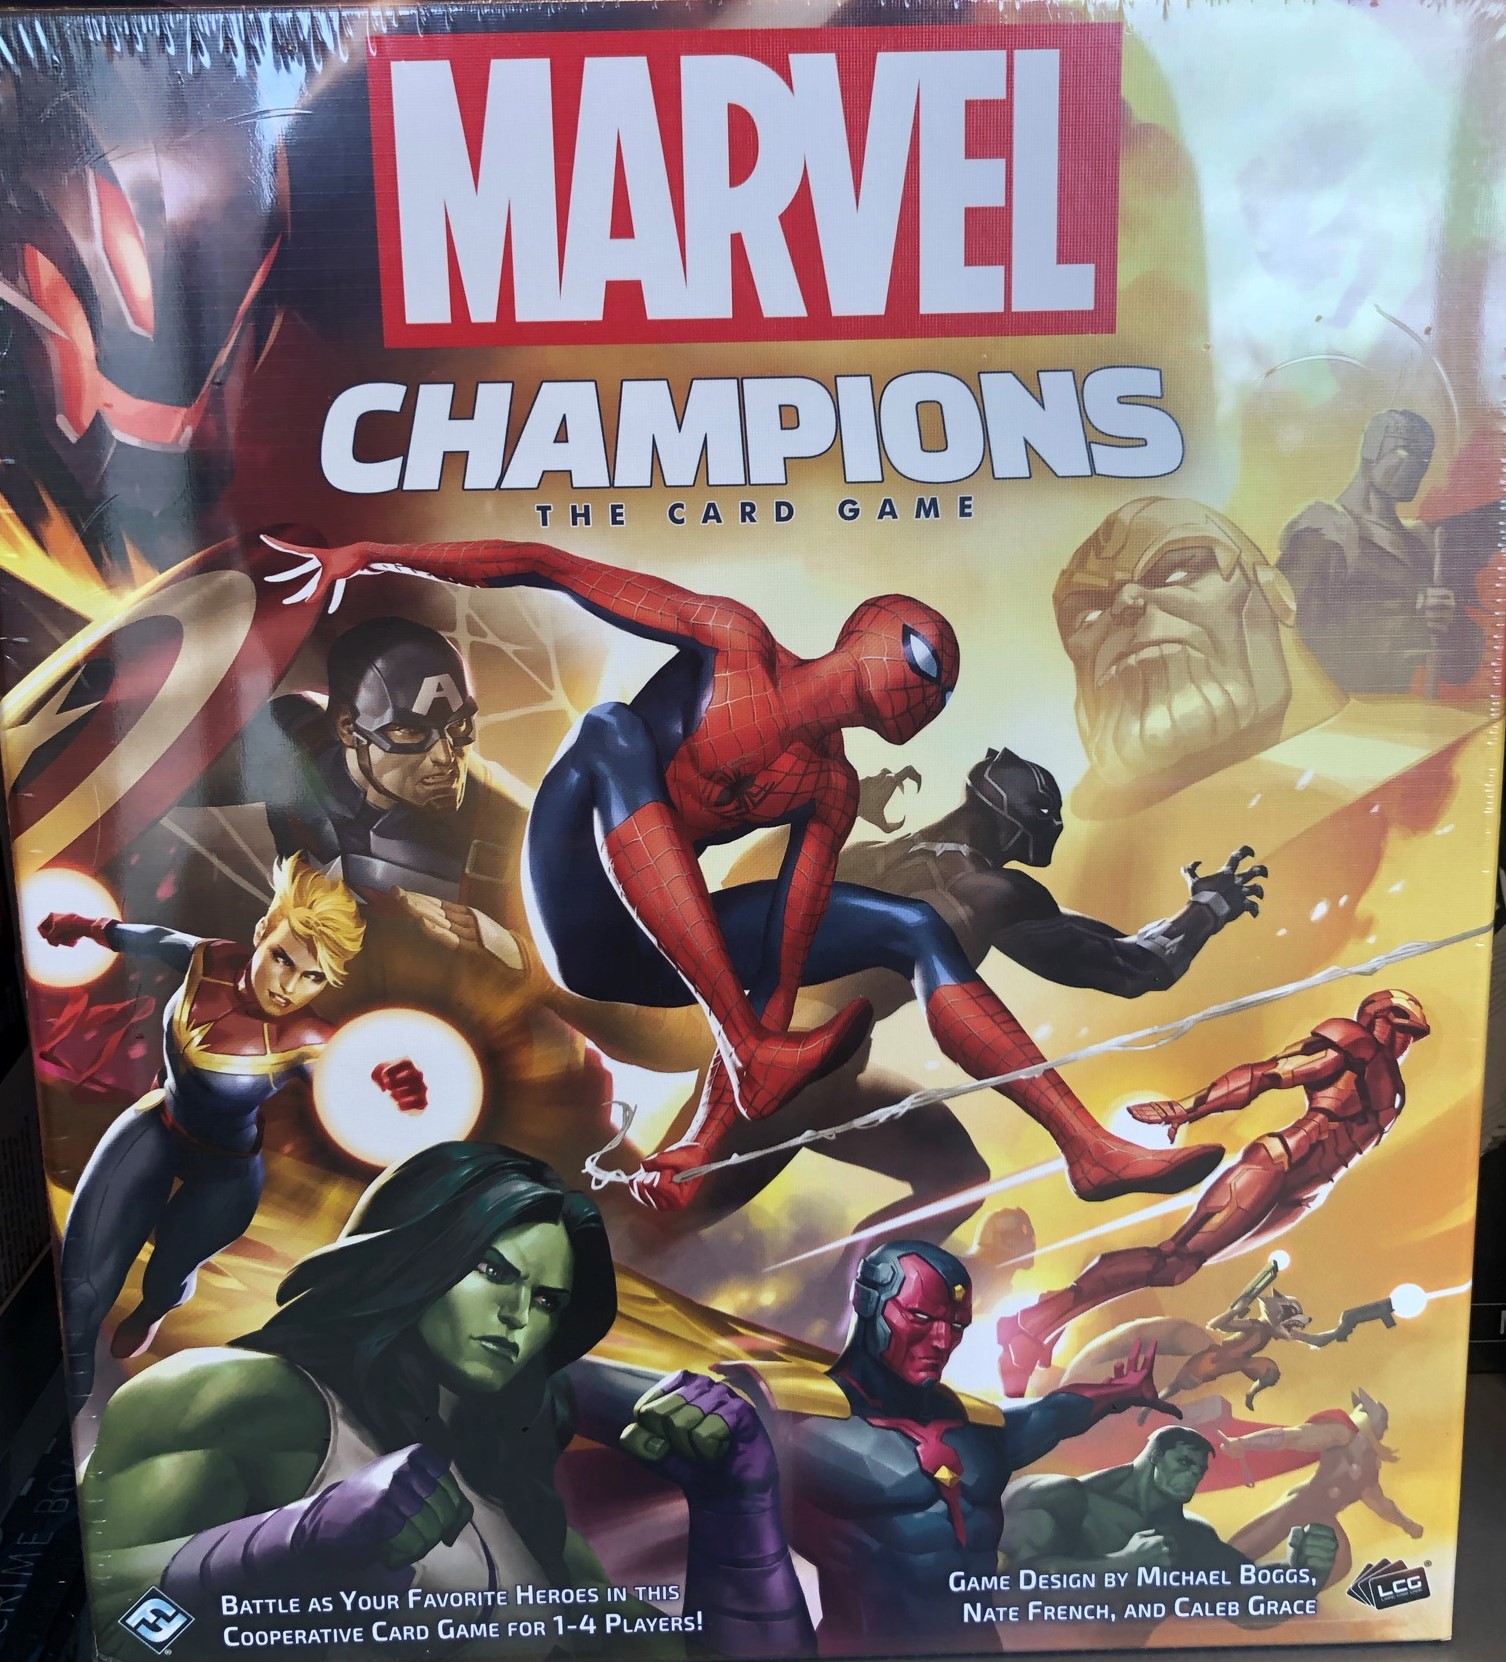 MARVEL
CHAMPIONS
THE CARD GAME
A
BATTLE AS YOUR FAVORITE HEROES IN THIS
COOPERATIVE CARD GAME FOR 1-4 PLAYERS!
GAME DESIGN BY MICHAEL BOGGS,
NATE FRENCH, AND CALEB GRACE
LCG
®
FF
®